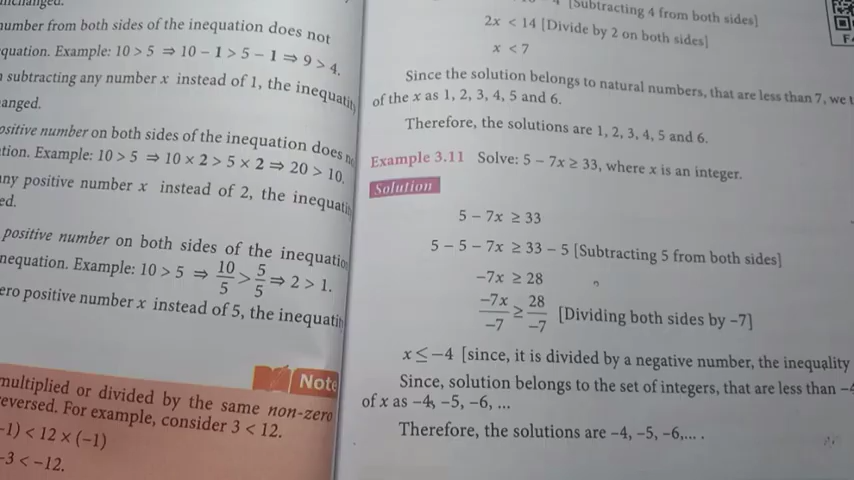 number from both sides of the inequation does not
quation. Example: 10 > 5 ⇒ 10 − 1 > 5 − 1 ⇒ 9 > 4.
subtracting any number x instead of 1, the
anged.
ositive number on both sides of the inequation does
tion. Example: 10 > 5 ⇒ 10 × 2 > 5 × 2 ⇒ 20 > 10.
ny positive number x instead of 2, the
ed.
positive number on both sides of the
nequation. Example: 10 > 5 ⇒ 10/5 > 5/5 ⇒ 2 > 1.
ero positive number x instead of 5, the
Note
multiplied or divided by the same non-zero
eversed. For example, consider 3 < 12.
−1) < 12 × (−1)
−3 < −12.
[Subtracting 4 from both sides]
2x < 14 [Divide by 2 on both sides]
x < 7
Since the solution belongs to natural numbers, that are less than 7, we
of the x as 1, 2, 3, 4, 5 and 6.
Therefore, the solutions are 1, 2, 3, 4, 5 and 6.
Example 3.11 Solve: 5 − 7x ≥ 33, where x is an integer.
Solution
5 − 7x ≥ 33
5 − 5 − 7x ≥ 33 − 5 [Subtracting 5 from both sides]
−7x ≥ 28
−7x/−7 ≥ 28/−7 [Dividing both sides by −7]
x ≤ −4 [since, it is divided by a negative number, the inequality
Since, solution belongs to the set of integers, that are less than −4
of x as −4, −5, −6, ...
Therefore, the solutions are −4, −5, −6,... .